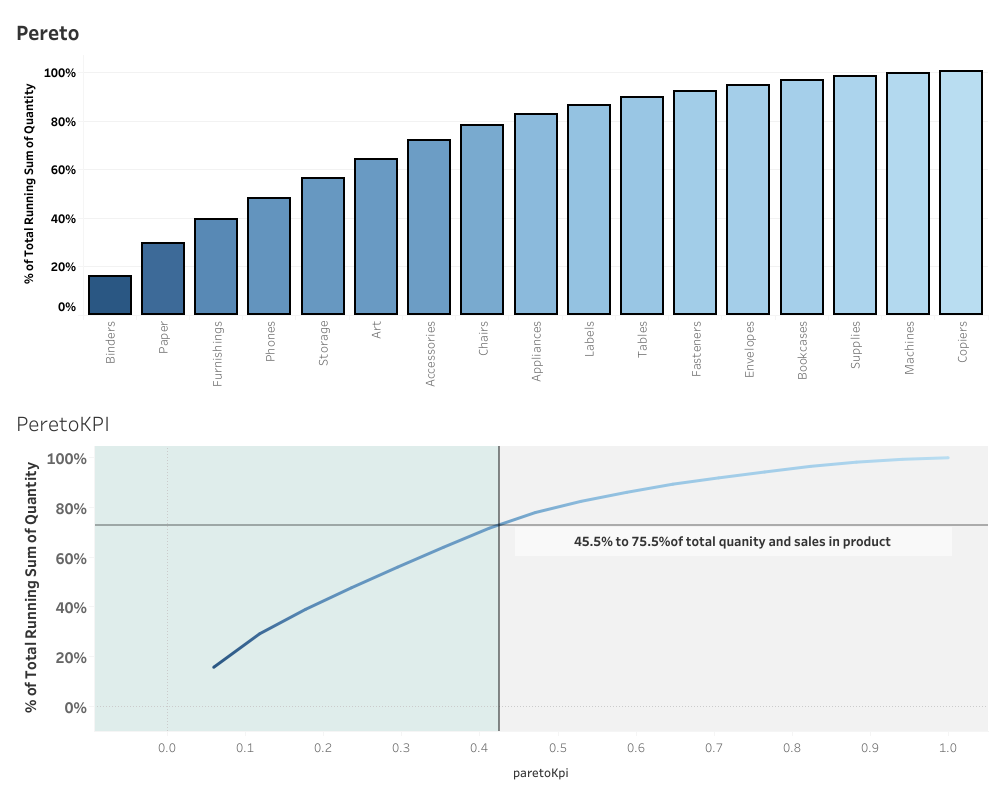 Pereto
% of Total Running Sum of Quantity
100%
80%
60%
40%
20%
0%
Binders
Paper
Furnishings
Phones
Storage
Art
Accessories
Chairs
Appliances
Labels
Tables
Fasteners
Envelopes
Bookcases
Supplies
Machines
Copiers
PeretoKPI
% of Total Running Sum of Quantity
100%
80%
60%
40%
20%
0%
45.5% to 75.5%of total quanity and sales in product
0.0 0.1 0.2 0.3 0.4 0.5 0.6 0.7 0.8 0.9 1.0
paretoKpi